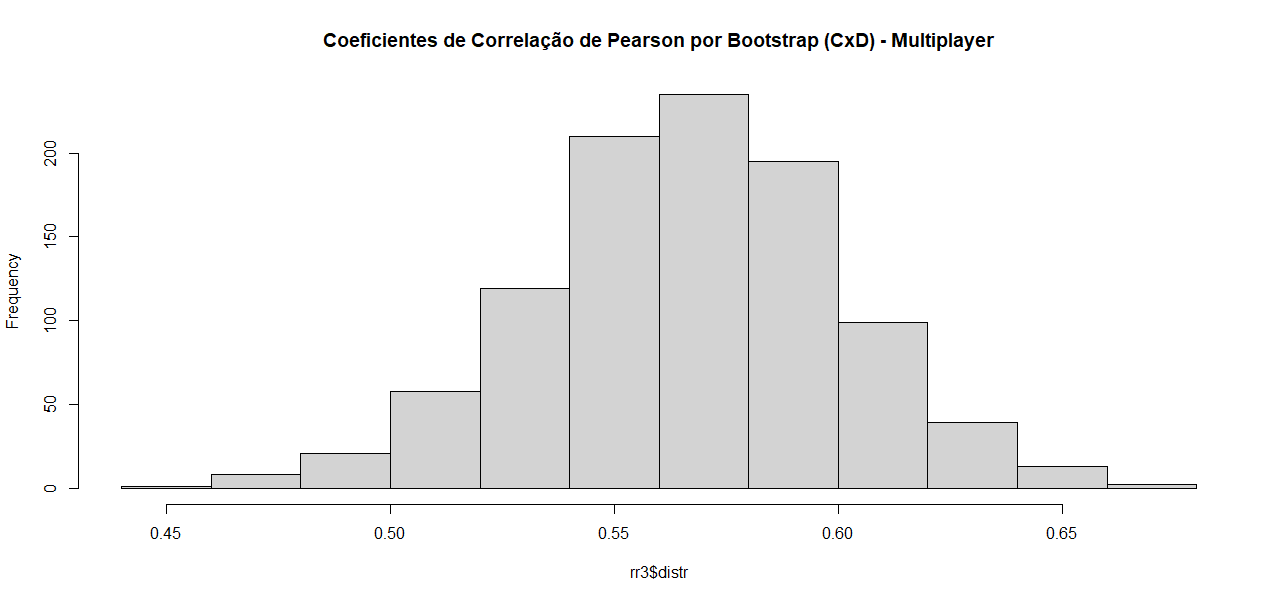 Coeficientes de Correlação de Pearson por Bootstrap (CxD) - Multiplayer
Frequency
200
150
100
50
0
0.45 0.50 0.55 0.60 0.65
rr3$distr